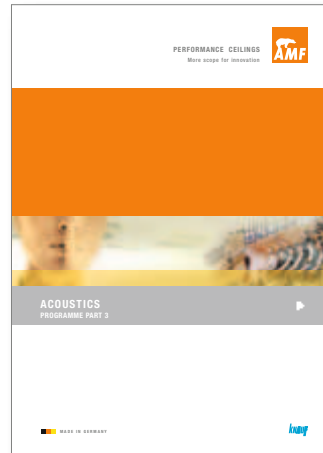 PERFORMANCE CEILINGS
More scope for innovation
AMF
ACOUSTICS
PROGRAMME PART 3
MADE IN GERMANY
knauf